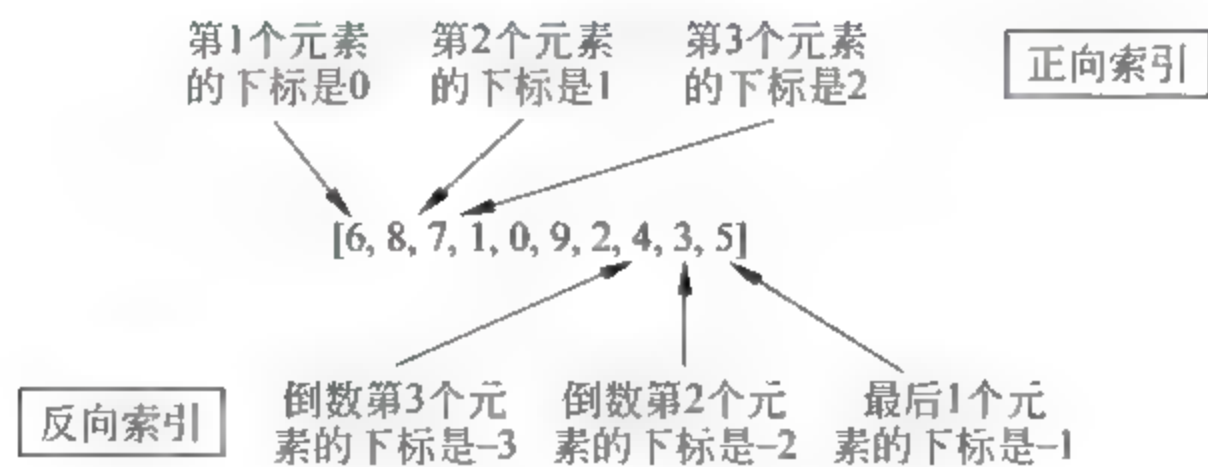 第1个元素
的下标是0
第2个元素
的下标是1
第3个元素
的下标是2
正向索引
[6, 8, 7, 1, 0, 9, 2, 4, 3, 5]
反向索引
倒数第3个元
素的下标是–3
倒数第2个元
素的下标是–2
最后1个元
素的下标是–1